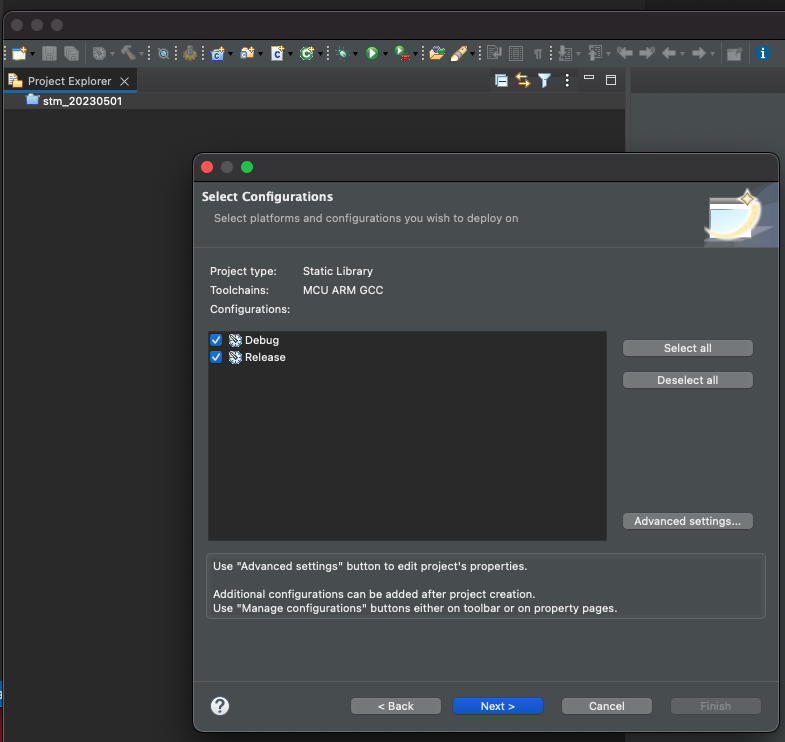 Project Explorer
stm_20230501
Select Configurations
Select platforms and configurations you wish to deploy on
Project type: Static Library
Toolchains: MCU ARM GCC
Configurations:
Debug
Release
Select all
Deselect all
Advanced settings...
Use "Advanced settings" button to edit project's properties.
Additional configurations can be added after project creation.
Use "Manage configurations" buttons either on toolbar or on property pages.
< Back
Next >
Cancel
Finish